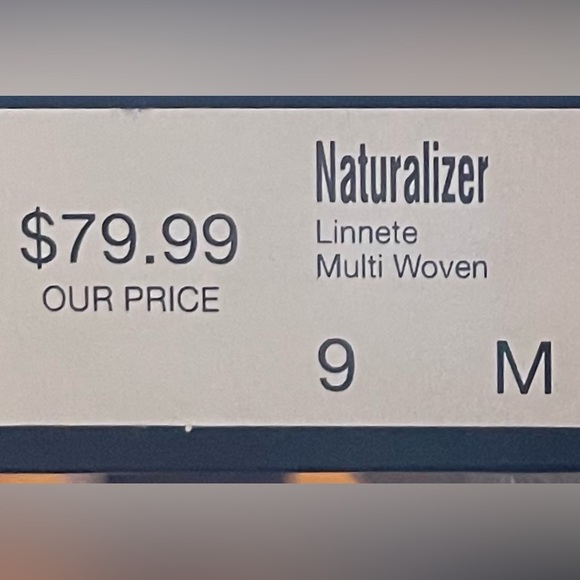 $79.99
OUR PRICE
Naturalizer
Linnete
Multi Woven
9 M